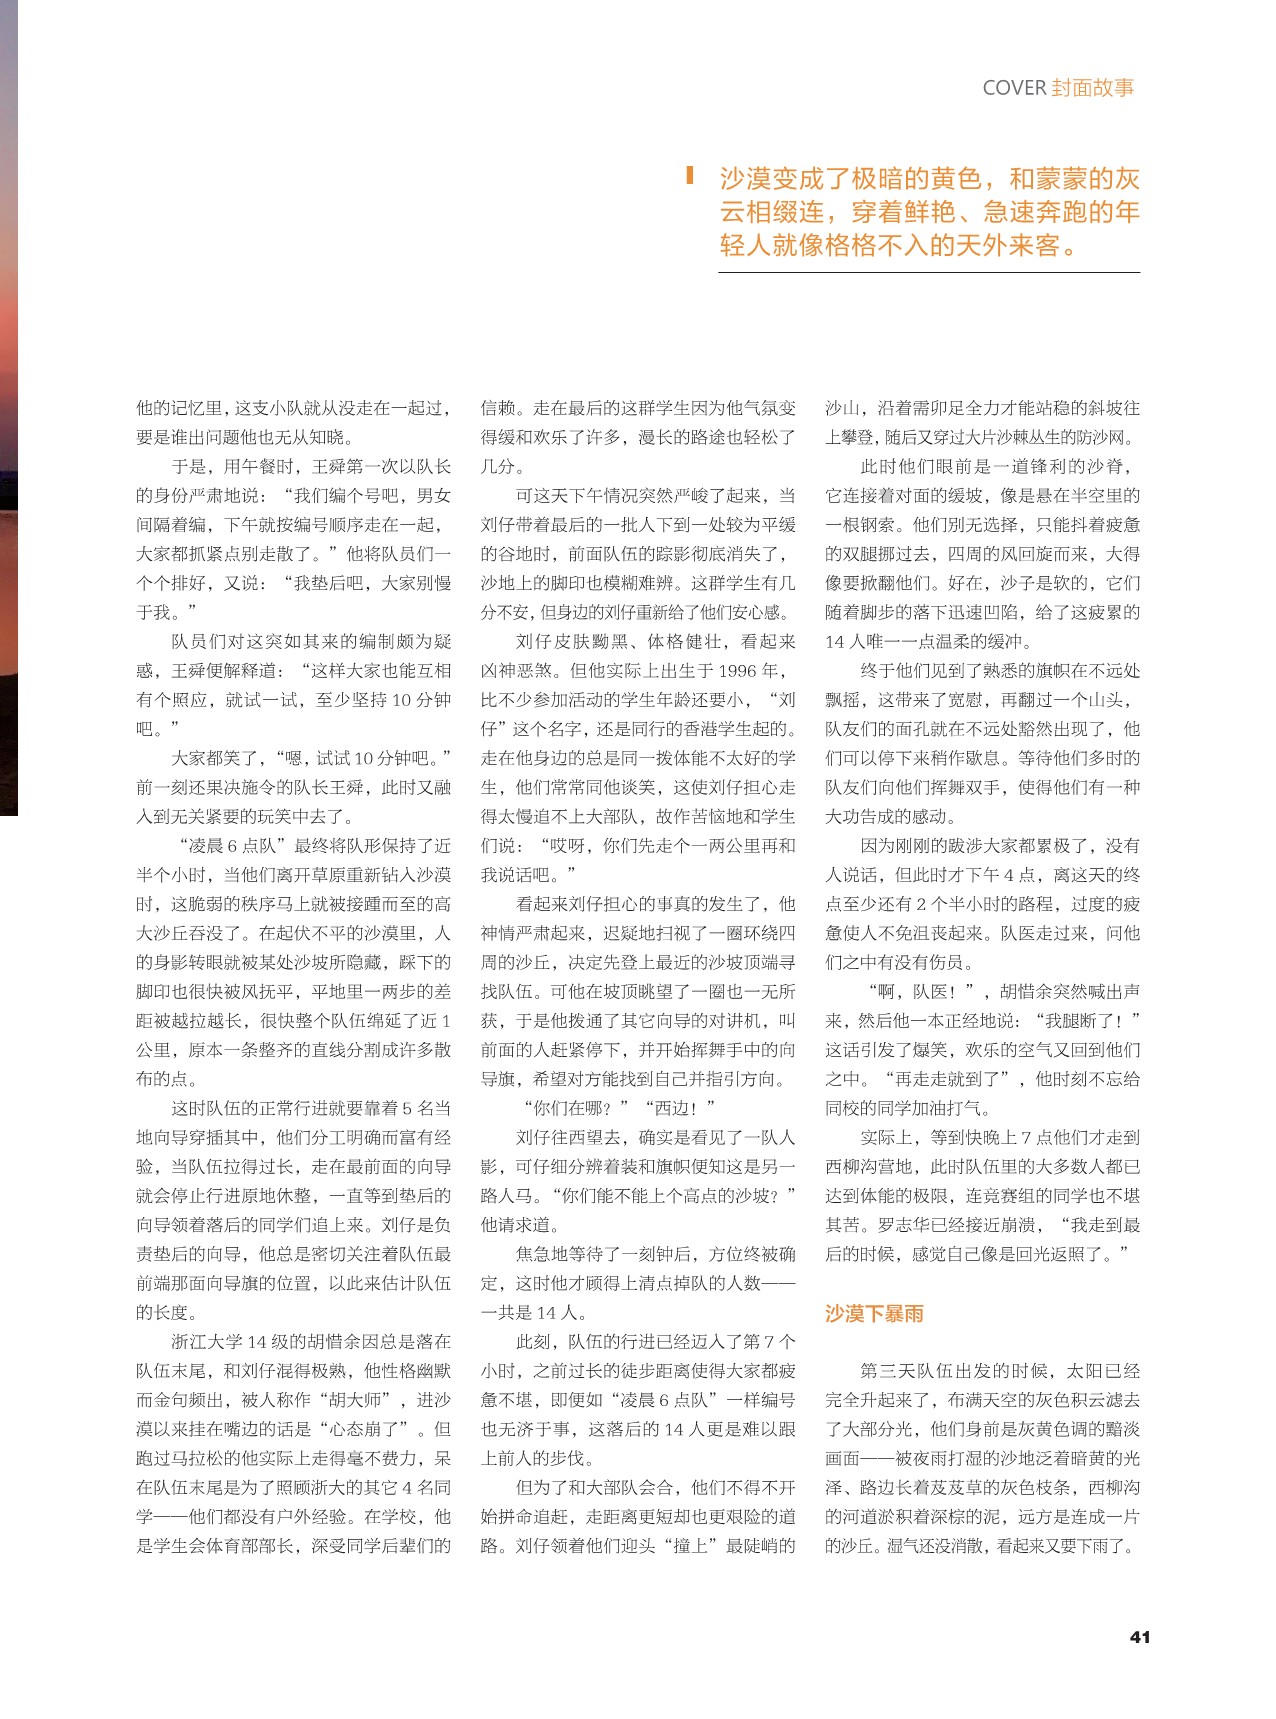 COVER 封面故事
沙漠变成了极暗的黄色，和蒙蒙的灰
云相缀连，穿着鲜艳、急速奔跑的年
轻人就像格格不入的天外来客。
他的记忆里，这支小队就从没走在一起过，
要是谁出问题他也无从知晓。
于是，用午餐时，王舜第一次以队长
的身份严肃地说：“我们编个号吧，男女
间隔着编，下午就按编号顺序走在一起，
大家都抓紧点别走散了。”他将队员们一
个个排好，又说：“我垫后吧，大家别慢
于我。”
队员们对这突如其来的编制颇为疑
惑，王舜便解释道：“这样大家也能互相
有个照应，就试一试，至少坚持 10 分钟
吧。”
大家都笑了，“嗯，试试 10 分钟吧。”
前一刻还果决施令的队长王舜，此时又融
入到无关紧要的玩笑中去了。
“凌晨 6 点队”最终将队形保持了近
半个小时，当他们离开草原重新钻入沙漠
时，这脆弱的秩序马上就被接踵而至的高
大沙丘吞没了。在起伏不平的沙漠里，人
的身影转眼就被某处沙坡所隐藏，踩下的
脚印也很快被风抚平，平地里一两步的差
距被越拉越长，很快整个队伍绵延了近 1
公里，原本一条整齐的直线分割成许多散
布的点。
这时队伍的正常行进就要靠着 5 名当
地向导穿插其中，他们分工明确而富有经
验，当队伍拉得过长，走在最前面的向导
就会停止行进原地休整，一直等到垫后的
向导领着落后的同学们追上来。刘仔是负
责垫后的向导，他总是密切关注着队伍最
前端那面向导旗的位置，以此来估计队伍
的长度。
浙江大学 14 级的胡惜余因总是落在
队伍末尾，和刘仔混得极熟，他性格幽默
而金句频出，被人称作“胡大师”，进沙
漠以来挂在嘴边的话是“心态崩了”。但
跑过马拉松的他实际上走得毫不费力，呆
在队伍末尾是为了照顾浙大的其它 4 名同
学——他们都没有户外经验。在学校，他
是学生会体育部部长，深受同学后辈们的
信赖。走在最后的这群学生因为他气氛变
得缓和欢乐了许多，漫长的路途也轻松了
几分。
可这天下午情况突然严峻了起来，当
刘仔带着最后的一批人下到一处较为平缓
的谷地时，前面队伍的踪影彻底消失了，
沙地上的脚印也模糊难辨。这群学生有几
分不安，但身边的刘仔重新给了他们安心感。
刘仔皮肤黝黑、体格健壮，看起来
凶神恶煞。但他实际上出生于 1996 年，
比不少参加活动的学生年龄还要小，“刘
仔”这个名字，还是同行的香港学生起的。
走在他身边的总是同一拨体能不太好的学
生，他们常常同他谈笑，这使刘仔担心走
得太慢追不上大部队，故作苦恼地和学生
们说：“哎呀，你们先走个一两公里再和
我说话吧。”
看起来刘仔担心的事真的发生了，他
神情严肃起来，迟疑地扫视了一圈环绕四
周的沙丘，决定先登上最近的沙坡顶端寻
找队伍。可他在坡顶眺望了一圈也一无所
获，于是他拨通了其它向导的对讲机，叫
前面的人赶紧停下，并开始挥舞手中的向
导旗，希望对方能找到自己并指引方向。
“你们在哪？”“西边！”
刘仔往西望去，确实是看见了一队人
影，可仔细分辨着装和旗帜便知这是另一
路人马。“你们能不能上个高点的沙坡？”
他请求道。
焦急地等待了一刻钟后，方位终被确
定，这时他才顾得上清点掉队的人数——
一共是 14 人。
此刻，队伍的行进已经迈入了第 7 个
小时，之前过长的徒步距离使得大家都疲
惫不堪，即便如“凌晨 6 点队”一样编号
也无济于事，这落后的 14 人更是难以跟
上前人的步伐。
但为了和大部队会合，他们不得不开
始拼命追赶，走距离更短却也更艰险的道
路。刘仔领着他们迎头“撞上”最陡峭的
沙山，沿着需卯足全力才能站稳的斜坡往
上攀登，随后又穿过大片沙棘丛生的防沙网。
此时他们眼前是一道锋利的沙脊，
它连接着对面的缓坡，像是悬在半空里的
一根钢索。他们别无选择，只能抖着疲惫
的双腿挪过去，四周的风回旋而来，大得
像要掀翻他们。好在，沙子是软的，它们
随着脚步的落下迅速凹陷，给了这疲累的
14 人唯一一点温柔的缓冲。
终于他们见到了熟悉的旗帜在不远处
飘摇，这带来了宽慰，再翻过一个山头，
队友们的面孔就在不远处豁然出现了，他
们可以停下来稍作歇息。等待他们多时的
队友们向他们挥舞双手，使得他们有一种
大功告成的感动。
因为刚刚的跋涉大家都累极了，没有
人说话，但此时才下午 4 点，离这天的终
点至少还有 2 个半小时的路程，过度的疲
惫使人不免沮丧起来。队医走过来，问他
们之中有没有伤员。
“啊，队医！”，胡惜余突然喊出声
来，然后他一本正经地说：“我腿断了！”
这话引发了爆笑，欢乐的空气又回到他们
之中。“再走走就到了”，他时刻不忘给
同校的同学加油打气。
实际上，等到快晚上 7 点他们才走到
西柳沟营地，此时队伍里的大多数人都已
达到体能的极限，连竞赛组的同学也不堪
其苦。罗志华已经接近崩溃，“我走到最
后的时候，感觉自己像是回光返照了。”
沙漠下暴雨
第三天队伍出发的时候，太阳已经
完全升起来了，布满天空的灰色积云滤去
了大部分光，他们身前是灰黄色调的黯淡
画面——被夜雨打湿的沙地泛着暗黄的光
泽、路边长着芨芨草的灰色枝条，西柳沟
的河道淤积着深棕的泥，远方是连成一片
的沙丘。湿气还没消散，看起来又要下雨了。
41